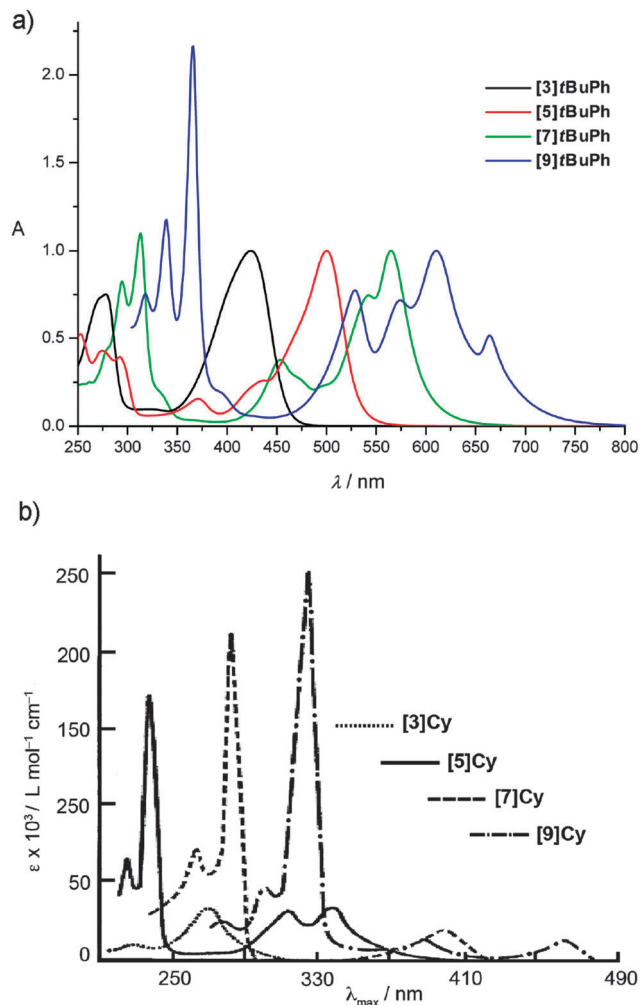 a)
2.0
1.5
A
1.0
0.5
0.0
[3]tBuPh
[5]tBuPh
[7]tBuPh
[9]tBuPh
250 300 350 400 450 500 550 600 650 700 750 800
λ / nm
b)
ε x 10³ / L mol⁻¹ cm⁻¹
250
200
150
250
50
0
[3]Cy
[5]Cy
[7]Cy
[9]Cy
250 330 410 490
λmax / nm